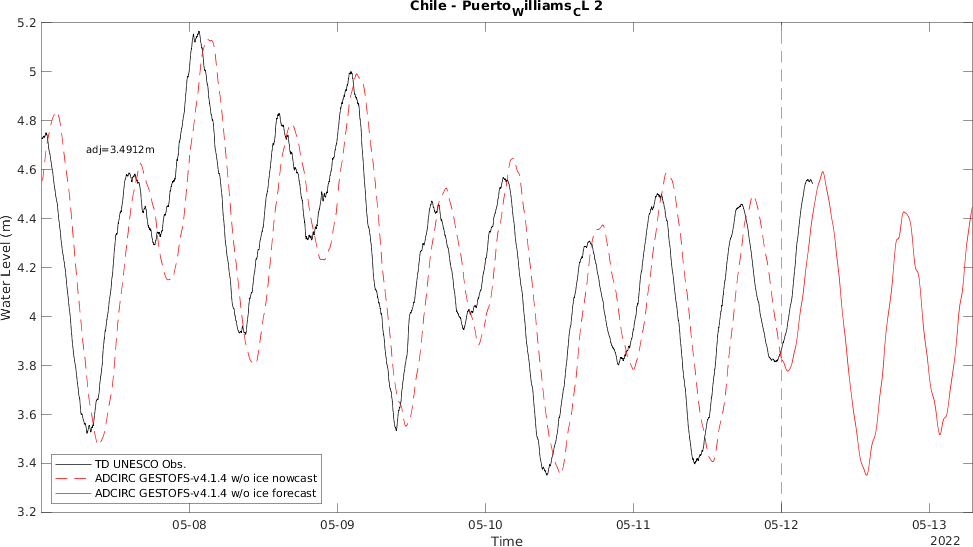 Chile - PuertoWilliamsCL 2
5.2
5
4.8
4.6
4.4
4.2
4
3.8
3.6
3.4
3.2
Water Level (m)
adj=3.4912m
TD UNESCO Obs.
ADCIRC GESTOFS-v4.1.4 w/o ice nowcast
ADCIRC GESTOFS-v4.1.4 w/o ice forecast
05-08 05-09 05-10 05-11 05-12 05-13
Time
2022